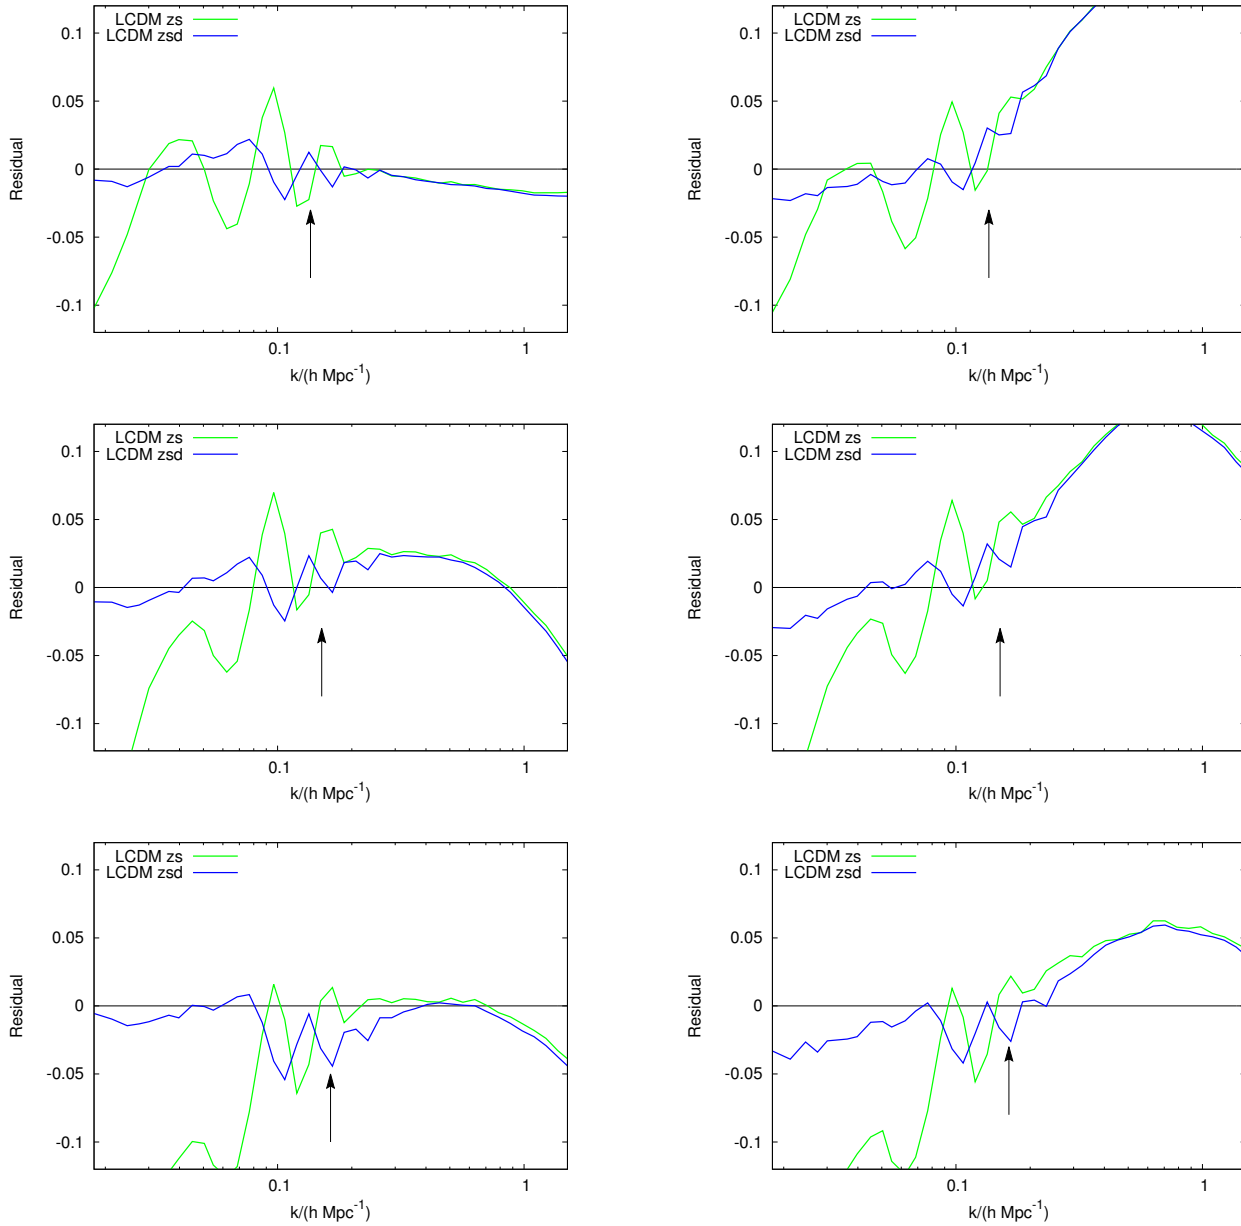 LCDM zs
LCDM zsd
0.1
0.05
0
-0.05
-0.1
Residual
0.1
1
k/(h Mpc⁻¹)
LCDM zs
LCDM zsd
0.1
0.05
0
-0.05
-0.1
Residual
0.1
1
k/(h Mpc⁻¹)
LCDM zs
LCDM zsd
0.1
0.05
0
-0.05
-0.1
Residual
0.1
1
k/(h Mpc⁻¹)
LCDM zs
LCDM zsd
0.1
0.05
0
-0.05
-0.1
Residual
0.1
1
k/(h Mpc⁻¹)
LCDM zs
LCDM zsd
0.1
0.05
0
-0.05
-0.1
Residual
0.1
1
k/(h Mpc⁻¹)
LCDM zs
LCDM zsd
0.1
0.05
0
-0.05
-0.1
Residual
0.1
1
k/(h Mpc⁻¹)